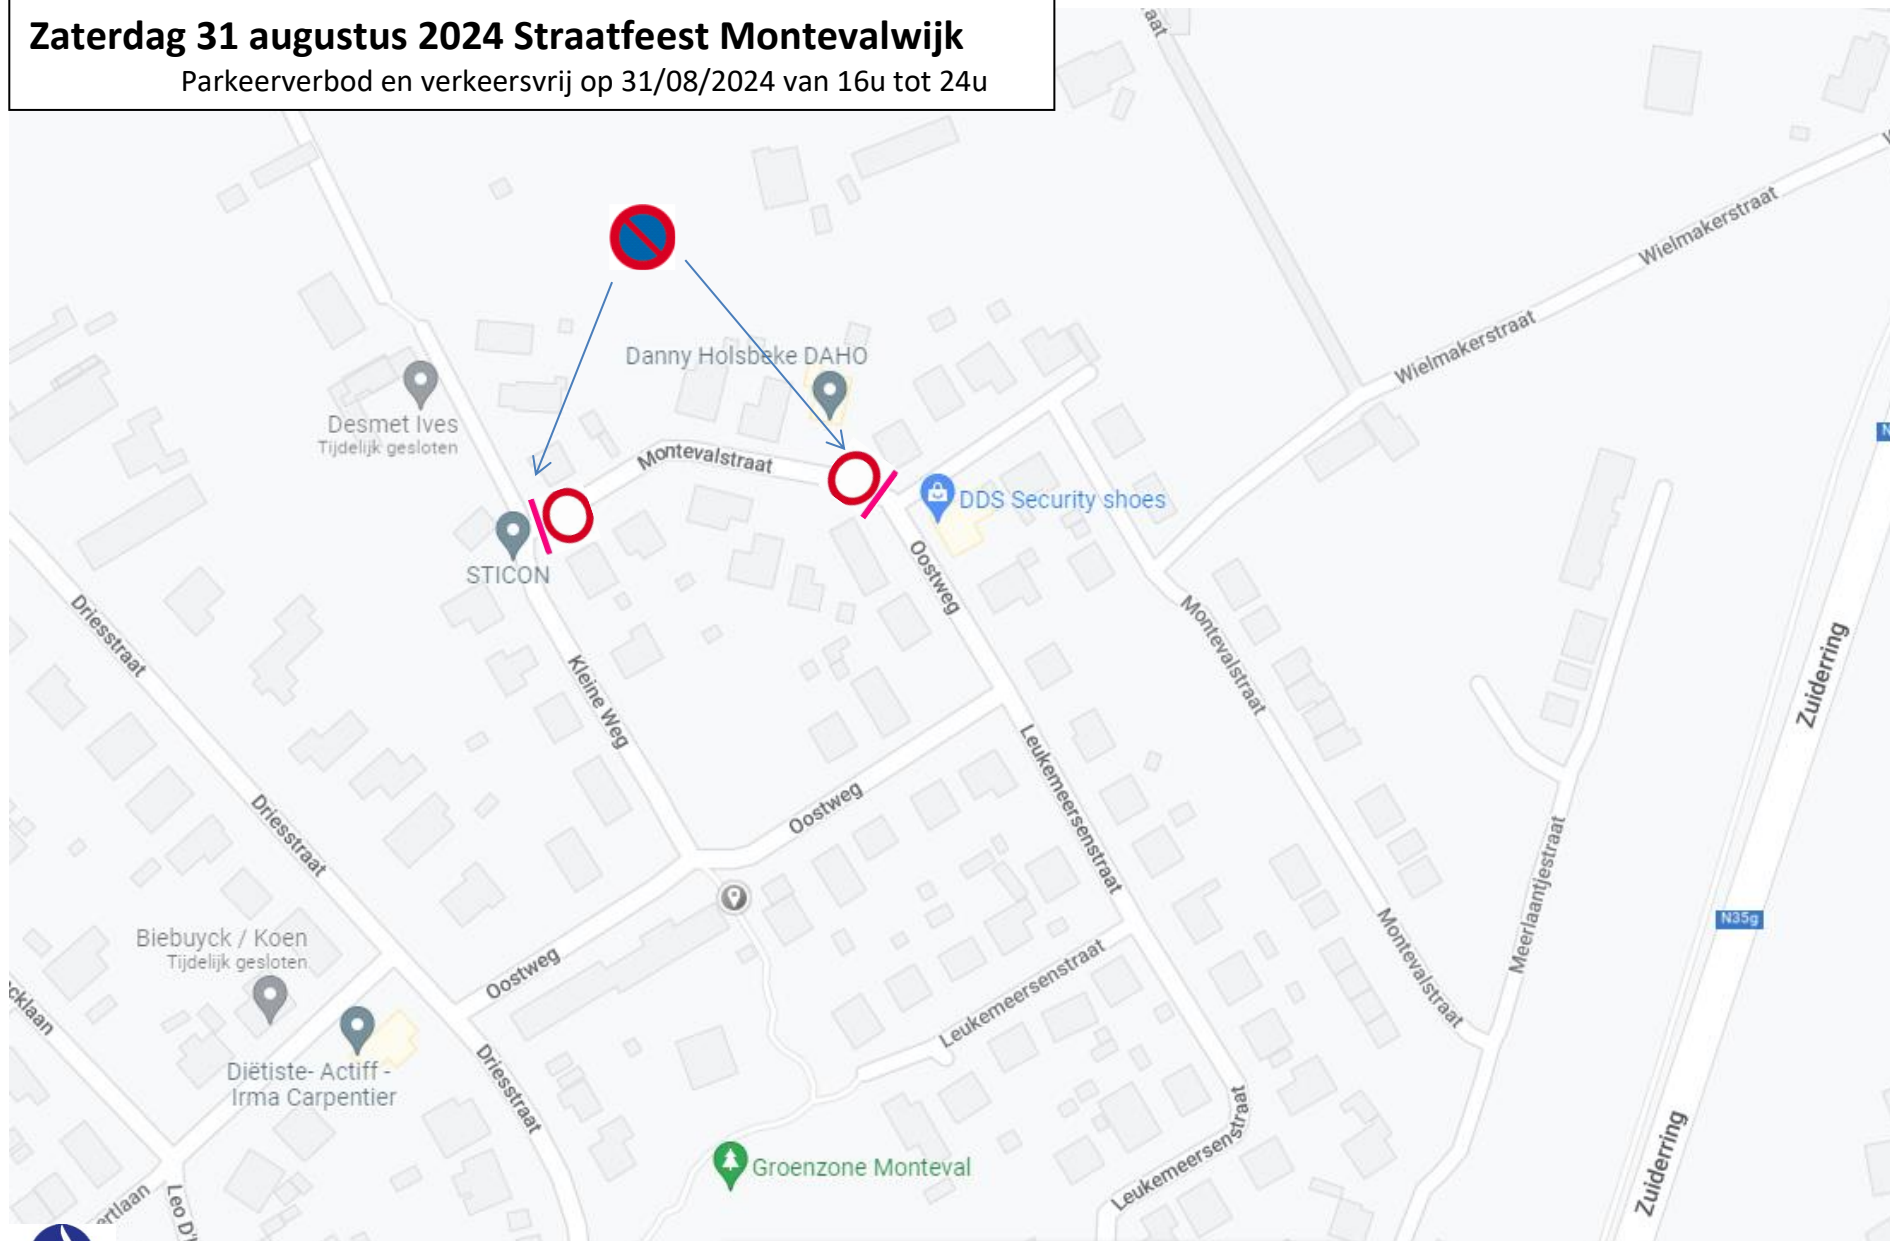 Zaterdag 31 augustus 2024 Straatfeest Montevalwijk
Parkeerverbod en verkeersvrij op 31/08/2024 van 16u tot 24u
Wielmakerstraat
Wielmakerstraat
Danny Holsbeke DAHO
Desmet Ives
Tijdelijk gesloten
Montevalstraat
DDS Security shoes
STICON
Oostweg
Driesstraat
Montevalstraat
Kleine Weg
Zuiderring
Leukemeersenstraat
Oostweg
Driesstraat
Meerlaantjestraat
N35g
Montevalstraat
Biebuyck / Koen
Tijdelijk gesloten
Oostweg
Leukemeersenstraat
Diëtiste- Actiff -
Irma Carpentier
Driesstraat
Leukemeersenstraat
Groenzone Monteval
Zuiderring